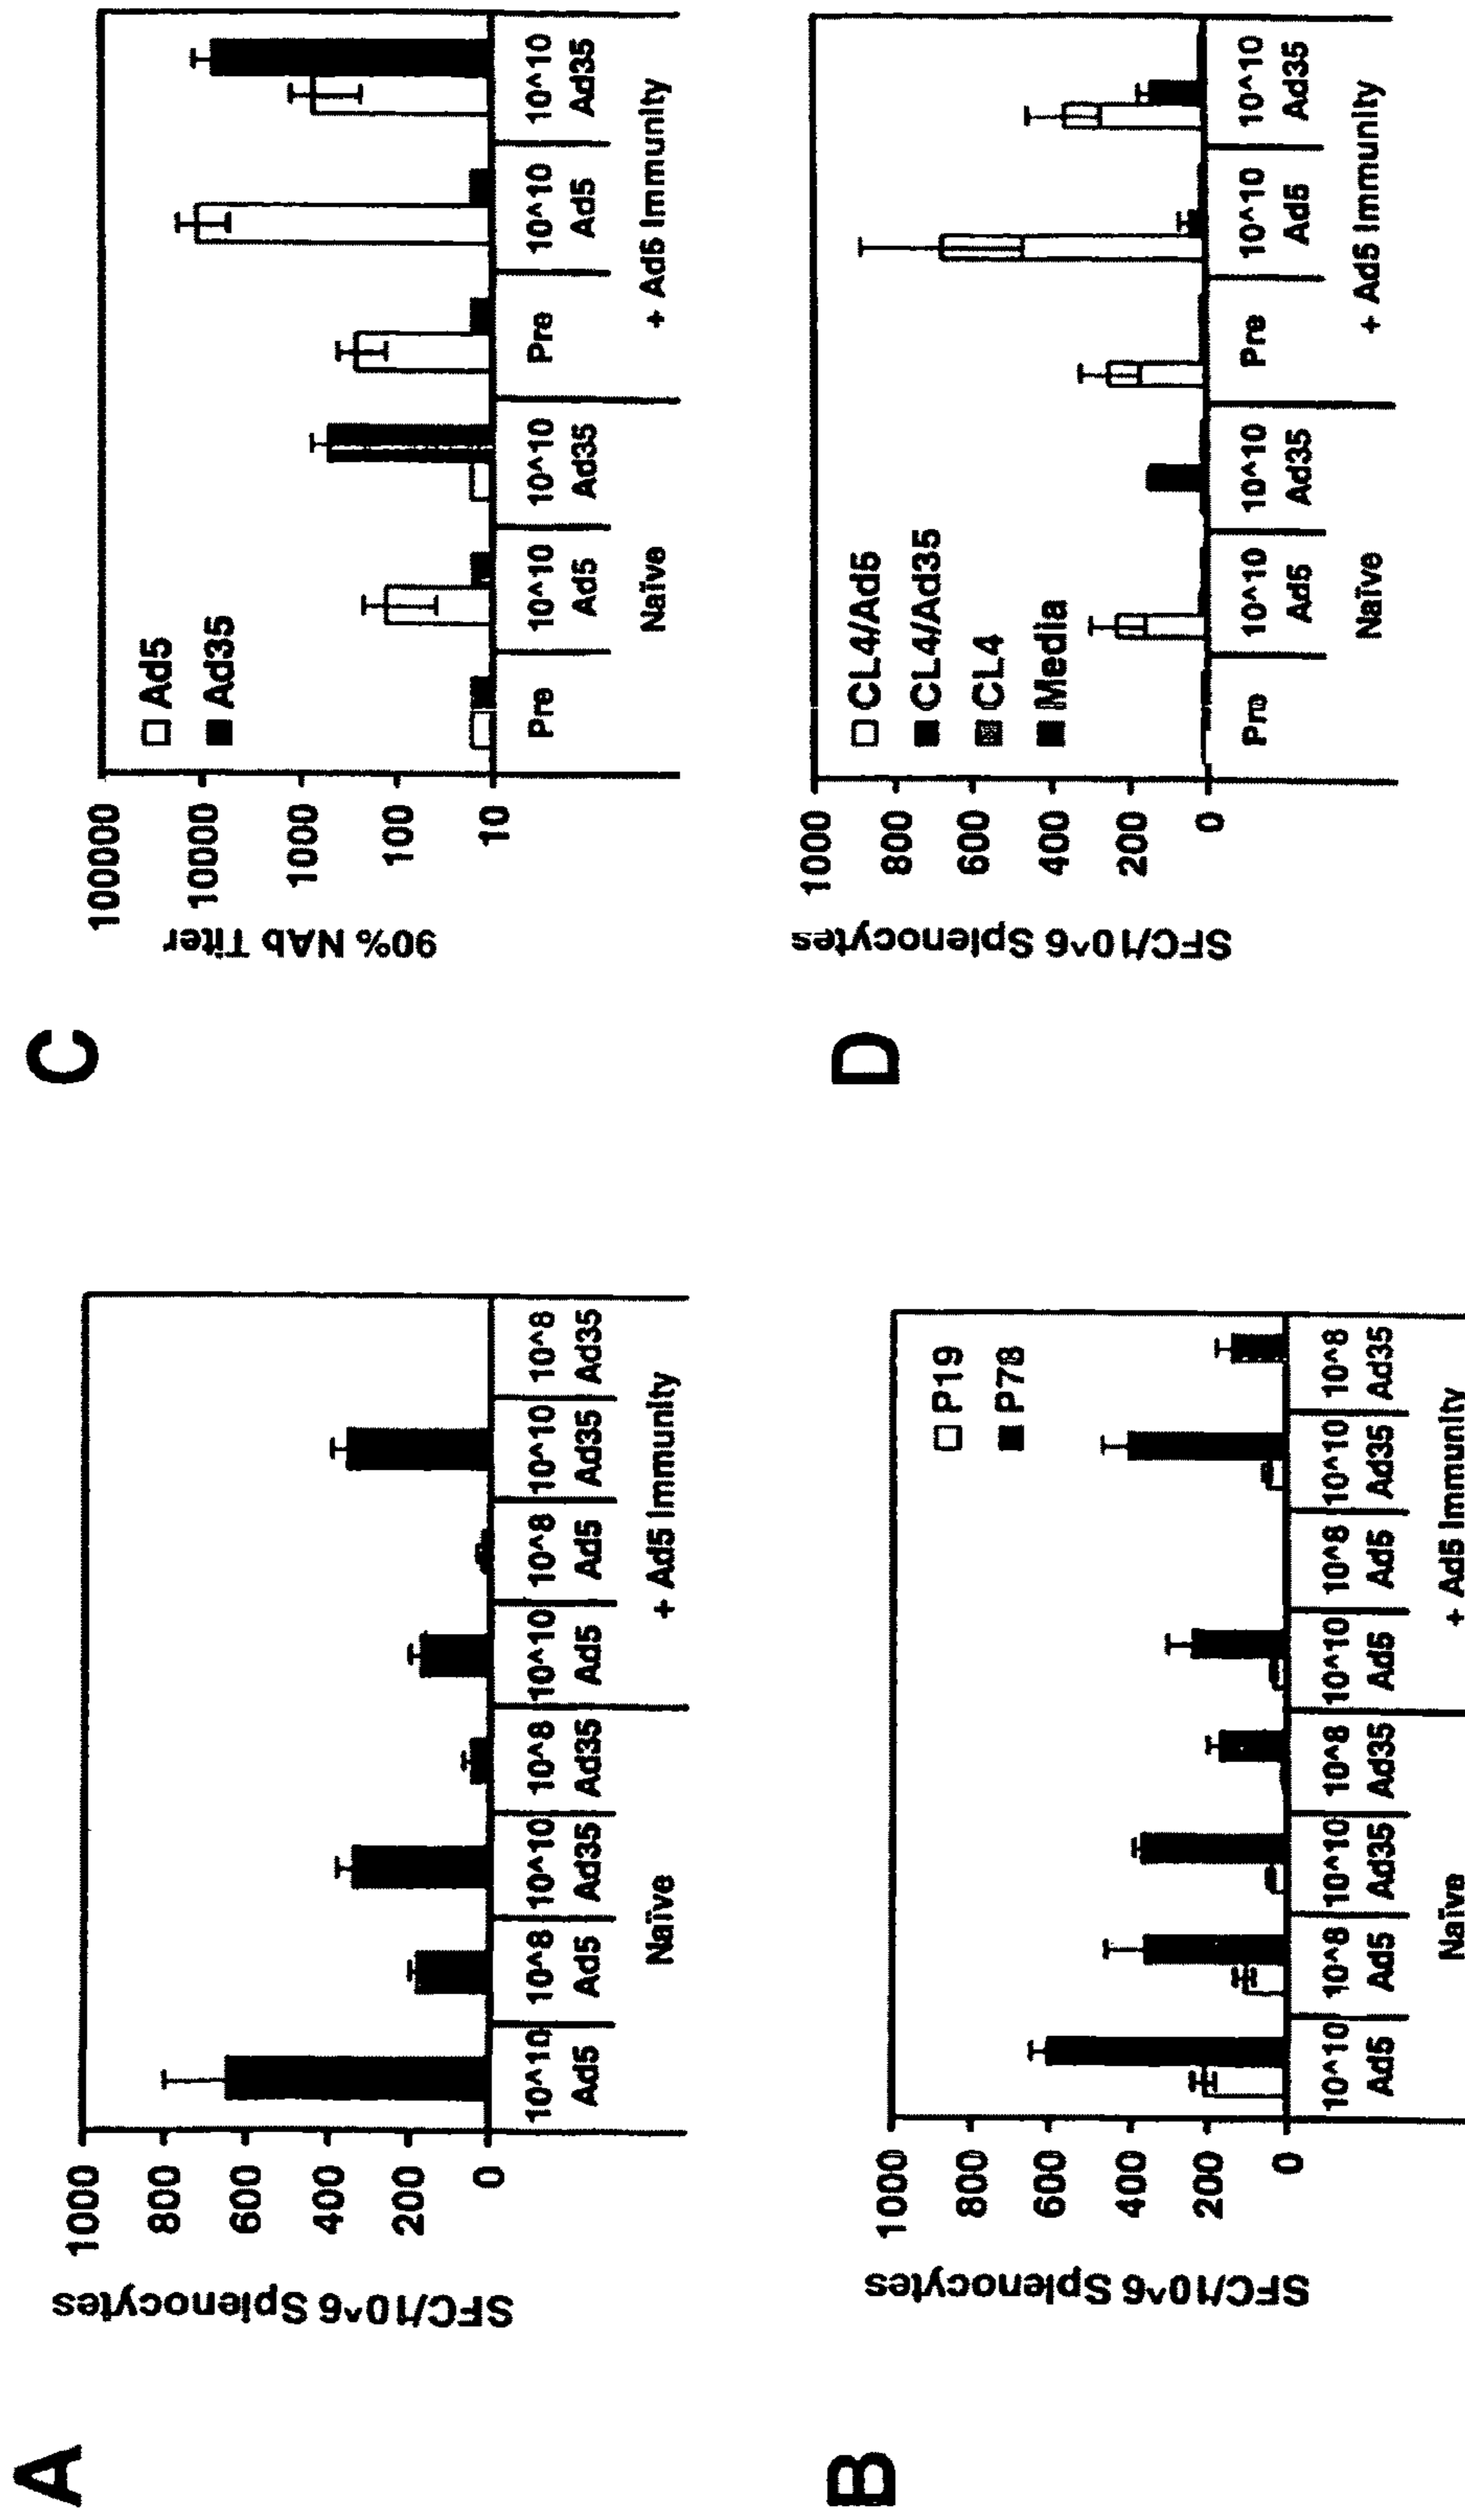 A
SFC/10^6 Splenocytes
1000
800
600
400
200
0
10^10 10^8 10^10 10^8 10^10 10^8 10^10 10^8
Ad5 Ad5 Ad35 Ad35 Ad5 Ad5 Ad35 Ad35
Naïve + Ad5 Immunity
B
SFC/10^6 Splenocytes
1000
800
600
400
200
0
P19
P78
10^10 10^8 10^10 10^8 10^10 10^8 10^10 10^8
Ad5 Ad5 Ad35 Ad35 Ad5 Ad5 Ad35 Ad35
Naïve + Ad5 Immunity
C
90% NAb Titer
100000
10000
1000
100
10
Ad5
Ad35
Pre 10^10 10^10 Pre 10^10 10^10
Ad5 Ad35 Ad5 Ad35
Naïve + Ad5 Immunity
D
SFC/10^6 Splenocytes
1000
800
600
400
200
0
CL4/Ad5
CL4/Ad35
CL4
Media
Pre 10^10 10^10 Pre 10^10 10^10
Ad5 Ad35 Ad5 Ad35
Naïve + Ad5 Immunity